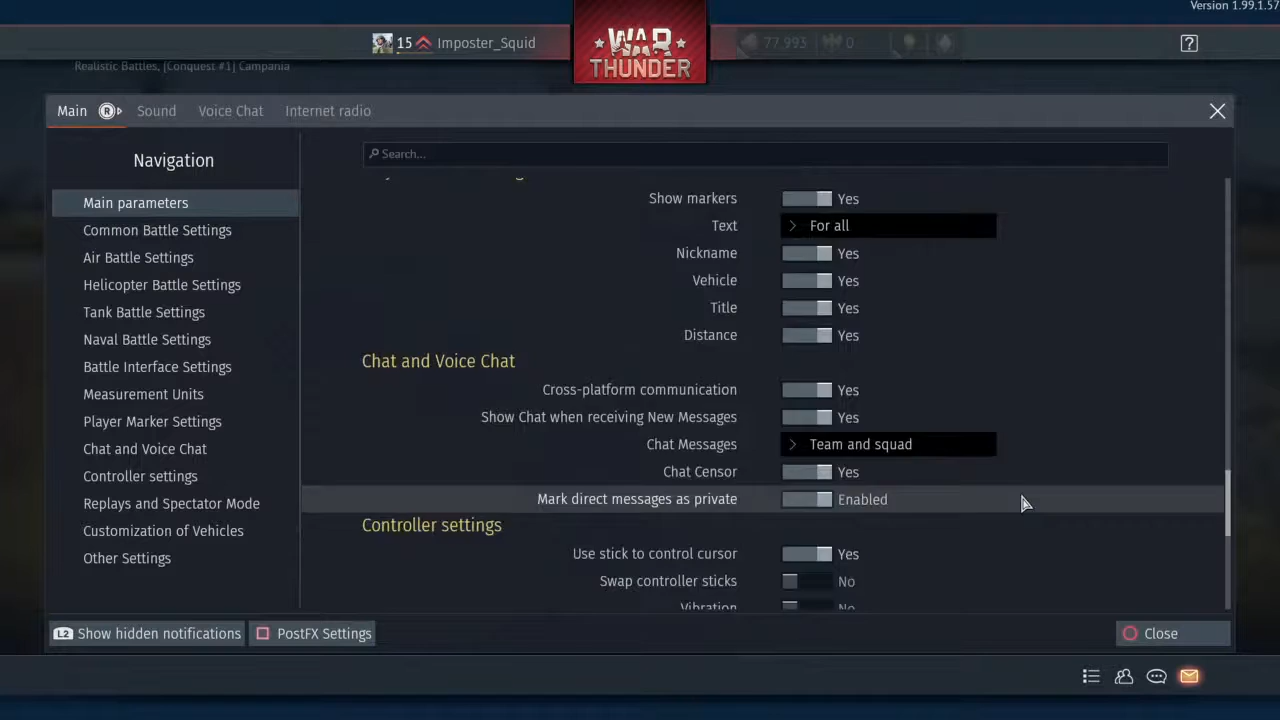 Version 1.99.1.57
15 Imposter_Squid
WAR THUNDER
77,993 0
?
Realistic Battles, [Conquest #1] Campania
Main R Sound Voice Chat Internet radio
Navigation
Search...
Main parameters
Common Battle Settings
Air Battle Settings
Helicopter Battle Settings
Tank Battle Settings
Naval Battle Settings
Battle Interface Settings
Measurement Units
Player Marker Settings
Chat and Voice Chat
Controller settings
Replays and Spectator Mode
Customization of Vehicles
Other Settings
Show markers Yes
Text For all
Nickname Yes
Vehicle Yes
Title Yes
Distance Yes
Chat and Voice Chat
Cross-platform communication Yes
Show Chat when receiving New Messages Yes
Chat Messages Team and squad
Chat Censor Yes
Mark direct messages as private Enabled
Controller settings
Use stick to control cursor Yes
Swap controller sticks No
Vibration No
L2 Show hidden notifications PostFX Settings Close